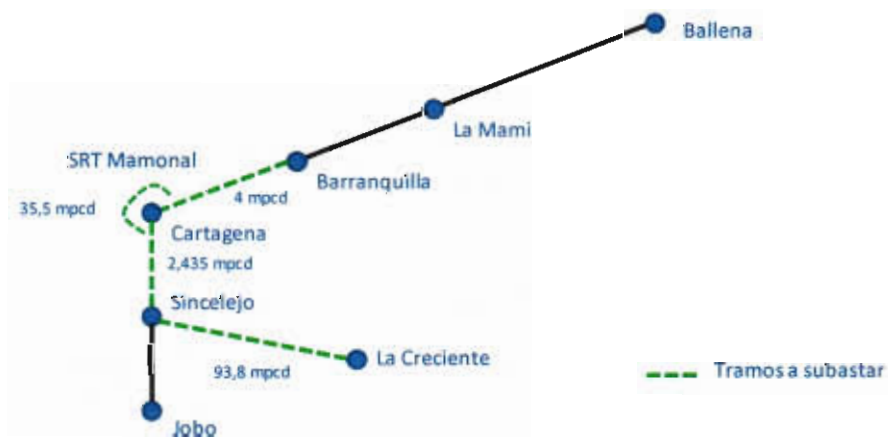 Ballena
La Mami
SRT Mamonal
Barranquilla
4 mpcd
35,5 mpcd
Cartagena
2,435 mpcd
Sincelejo
La Creciente
93,8 mpcd
Tramos a subastar
Jobo